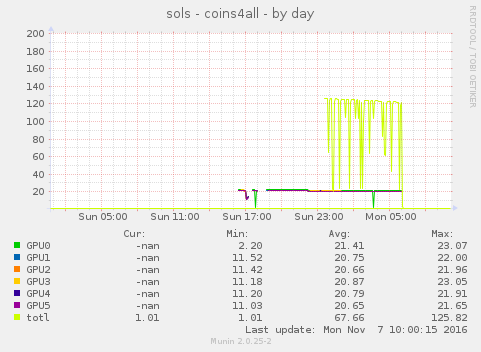 sols - coins4all - by day
RRDTOOL / TOBI OETIKER
200
180
160
140
120
100
80
60
40
20
Sun 05:00 Sun 11:00 Sun 17:00 Sun 23:00 Mon 05:00
Cur: Min: Avg: Max:
GPU0 -nan 2.20 21.41 23.07
GPU1 -nan 11.52 20.75 22.00
GPU2 -nan 11.42 20.66 21.96
GPU3 -nan 11.18 20.87 23.05
GPU4 -nan 11.20 20.79 21.91
GPU5 -nan 11.03 20.65 21.65
totl 1.01 1.01 67.66 125.82
Last update: Mon Nov 7 10:00:15 2016
Munin 2.0.25-2